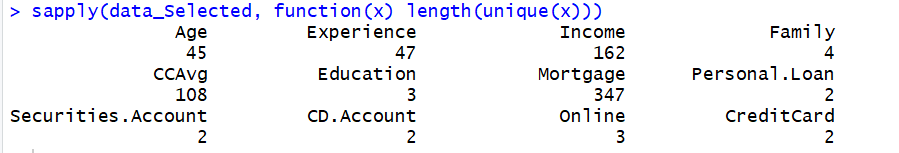 > sapply(data_Selected, function(x) length(unique(x)))
Age Experience Income Family
45 47 162 4
CCAvg Education Mortgage Personal.Loan
108 3 347 2
Securities.Account CD.Account Online CreditCard
2 2 3 2